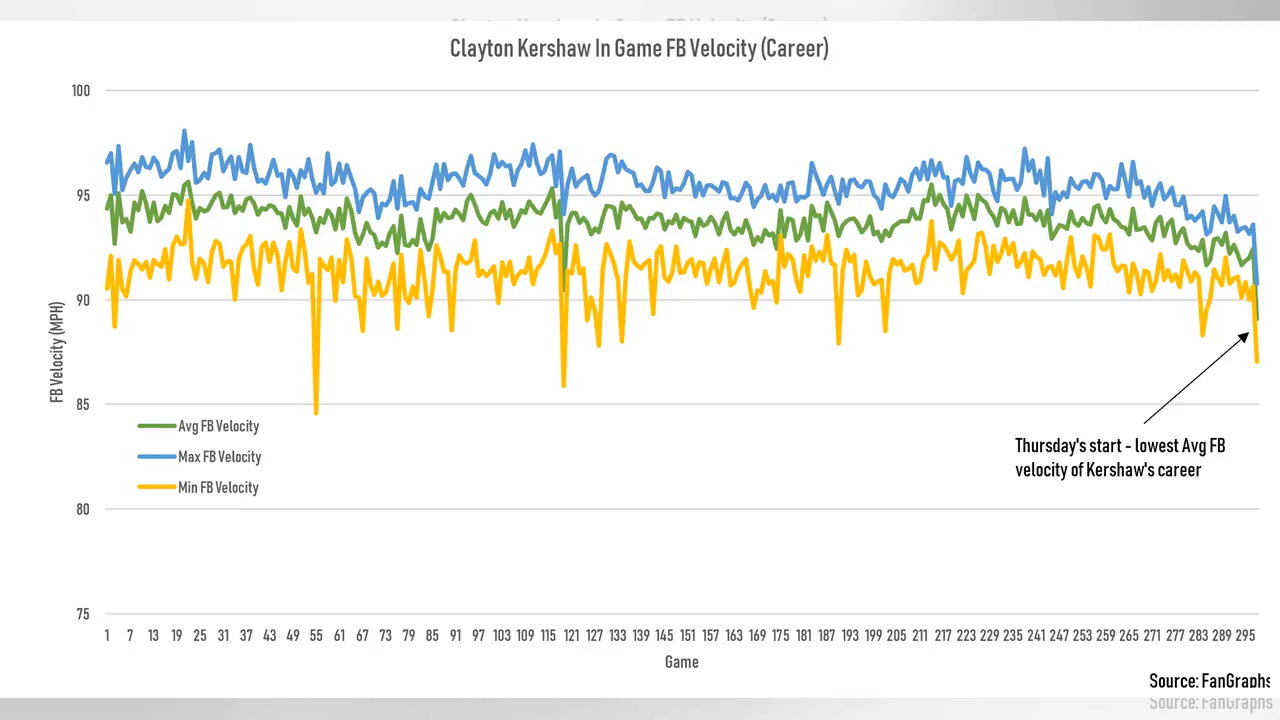 Clayton Kershaw In Game FB Velocity (Career)
100
95
90
85
80
75
FB Velocity (MPH)
Avg FB Velocity
Max FB Velocity
Min FB Velocity
Thursday's start - lowest Avg FB
velocity of Kershaw's career
1 7 13 19 25 31 37 43 49 55 61 67 73 79 85 91 97 103 109 115 121 127 133 139 145 151 157 163 169 175 181 187 193 199 205 211 217 223 229 235 241 247 253 259 265 271 277 283 289 295
Game
Source: FanGraphs
Source: FanGraphs